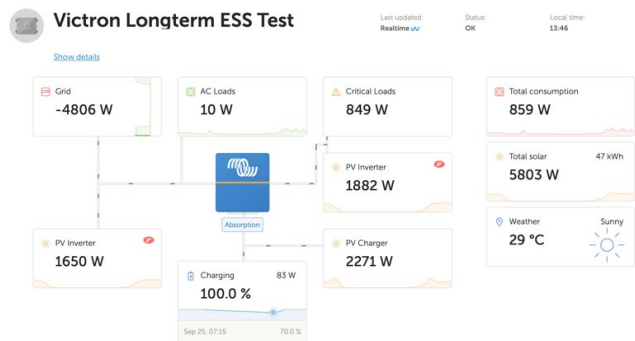 Victron Longterm ESS Test
Last updated:
Realtime
Status:
OK
Local time:
13:46
Show details
Grid
-4806 W
AC Loads
10 W
Critical Loads
849 W
Total consumption
859 W
PV Inverter
1882 W
Total solar
47 kWh
5803 W
Absorption
Weather
Sunny
29 °C
PV Inverter
1650 W
PV Charger
2271 W
Charging
83 W
100.0 %
Sep 25, 07:15
70.0 %